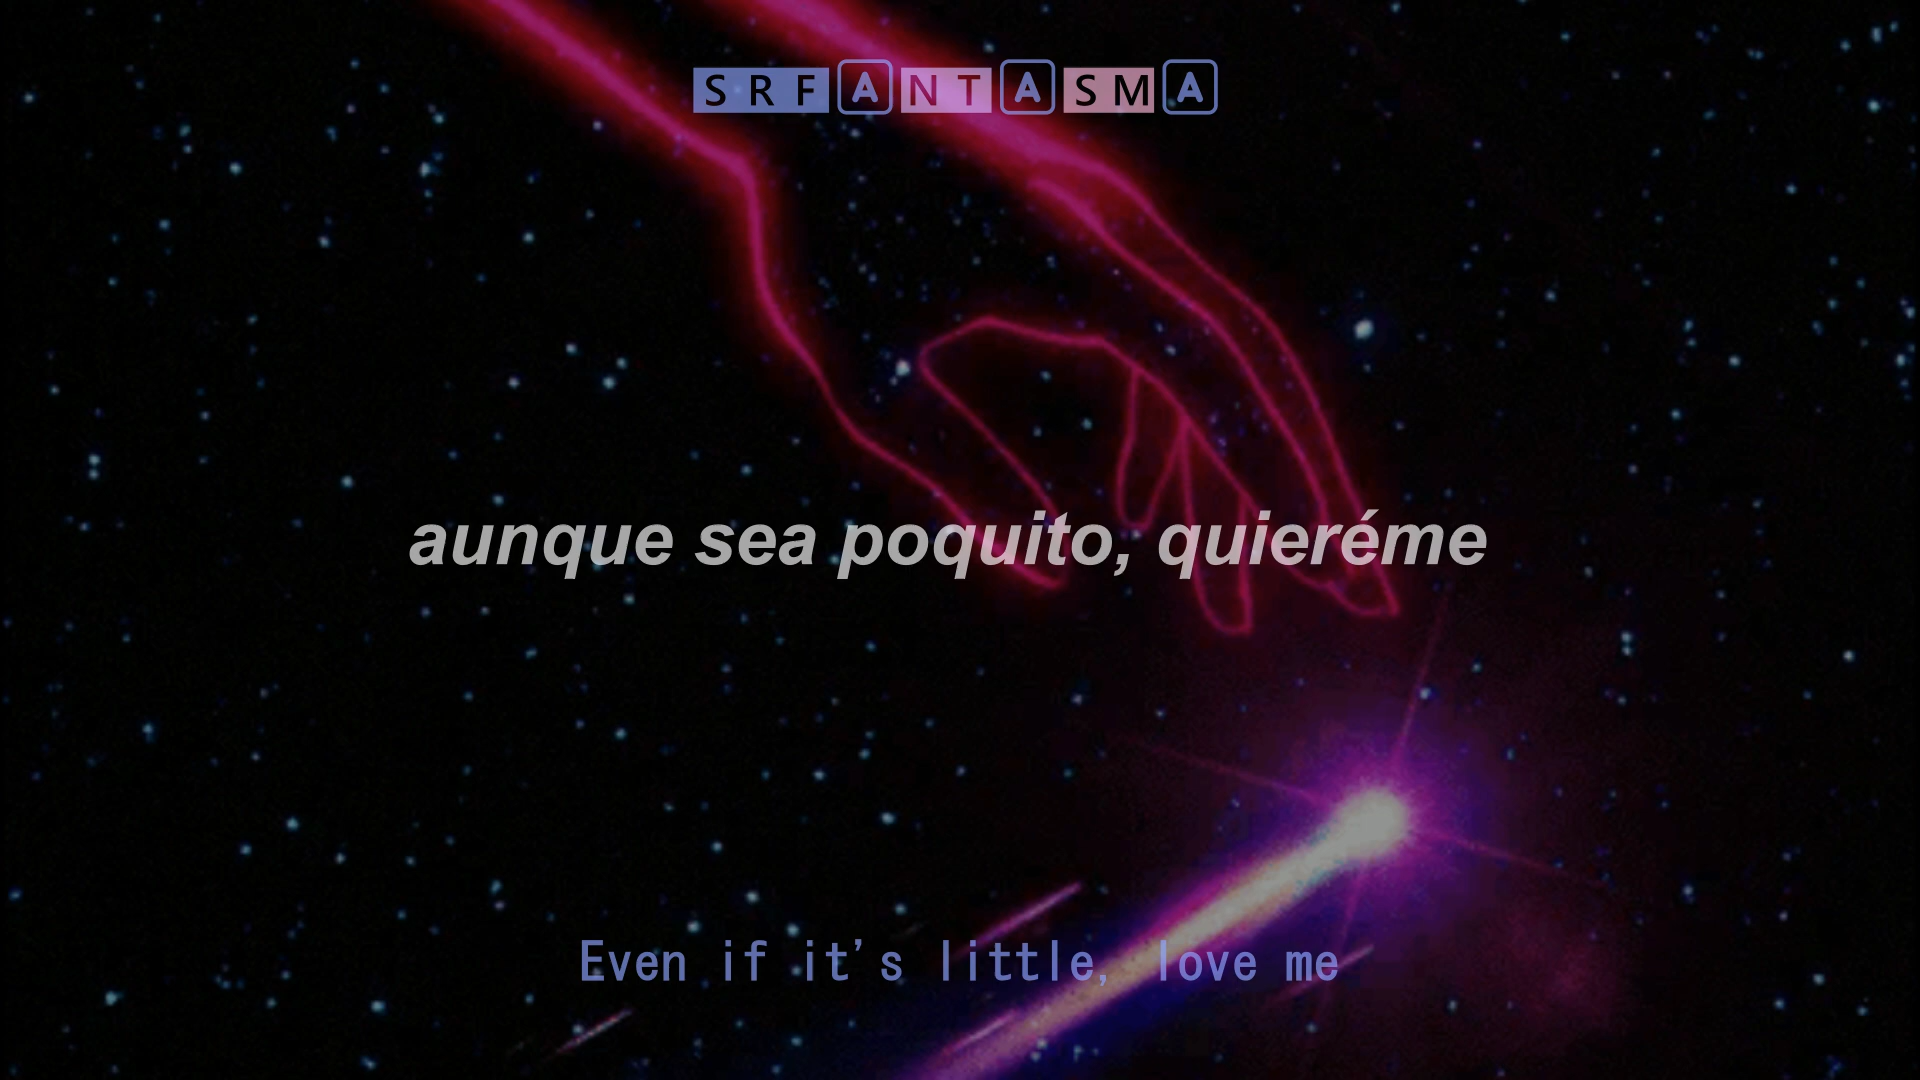 SRFANTASMA
aunque sea poquito, quieréme
Even if it's little, love me